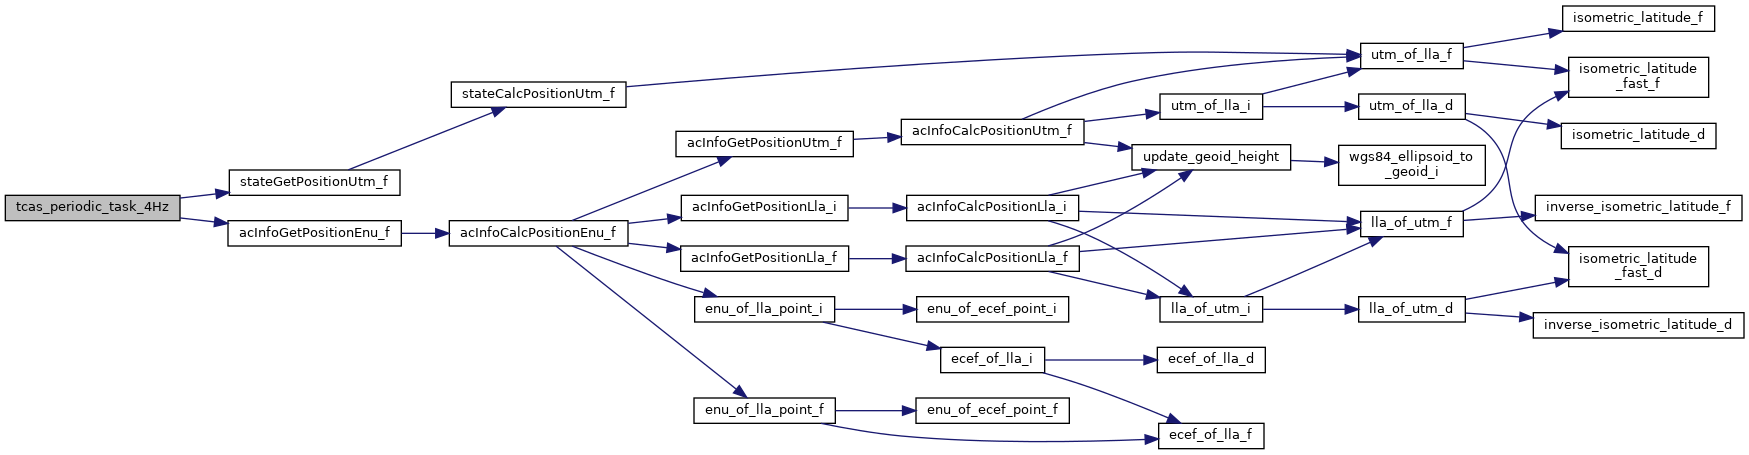 tcas_periodic_task_4Hz
stateGetPositionUtm_f
acInfoGetPositionEnu_f
stateCalcPositionUtm_f
acInfoCalcPositionEnu_f
acInfoGetPositionUtm_f
acInfoGetPositionLla_i
acInfoGetPositionLla_f
enu_of_lla_point_i
enu_of_lla_point_f
acInfoCalcPositionUtm_f
acInfoCalcPositionLla_i
acInfoCalcPositionLla_f
enu_of_ecef_point_i
ecef_of_lla_i
enu_of_ecef_point_f
utm_of_lla_i
update_geoid_height
lla_of_utm_i
ecef_of_lla_d
ecef_of_lla_f
utm_of_lla_f
utm_of_lla_d
wgs84_ellipsoid_to
_geoid_i
lla_of_utm_f
lla_of_utm_d
isometric_latitude_f
isometric_latitude
_fast_f
isometric_latitude_d
inverse_isometric_latitude_f
isometric_latitude
_fast_d
inverse_isometric_latitude_d